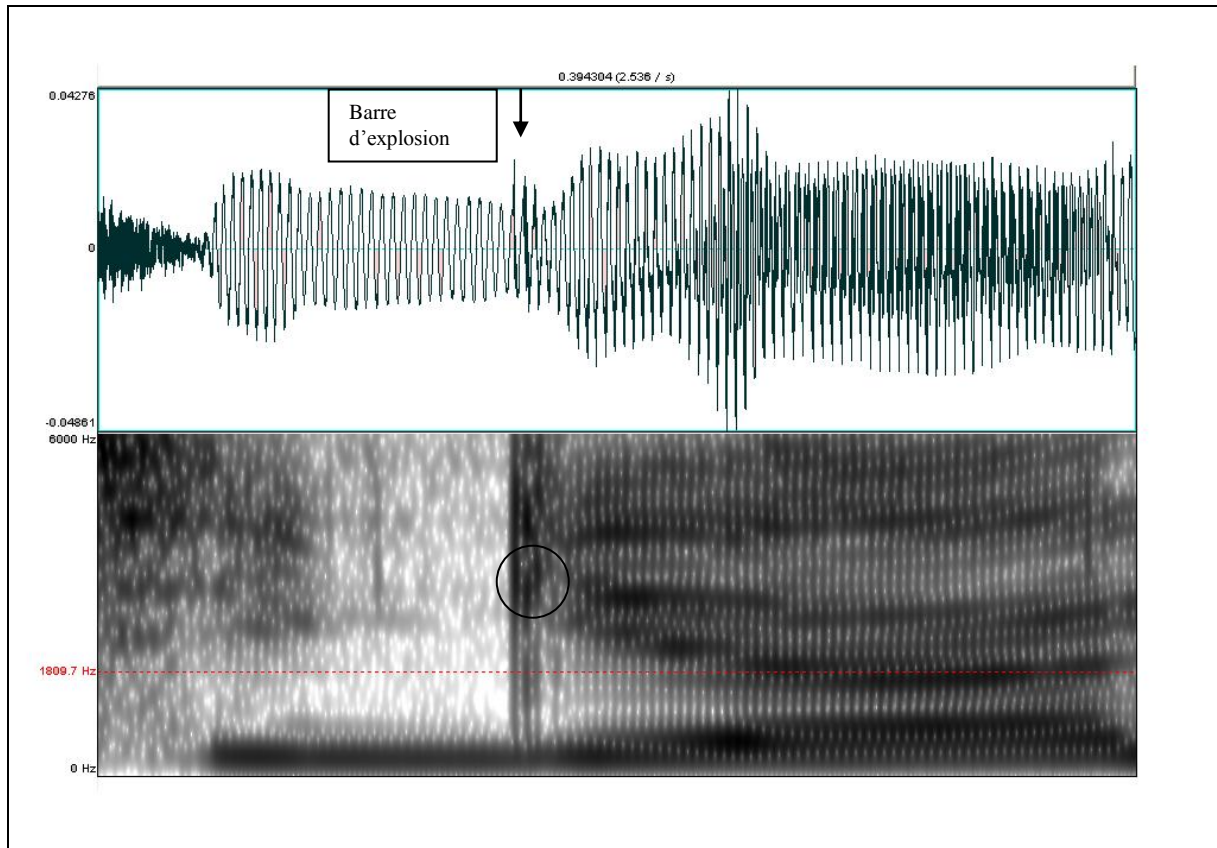 0.394304 (2.536 / s)
0.04276
Barre
d'explosion
0
-0.04861
6000 Hz
1809.7 Hz
0 Hz